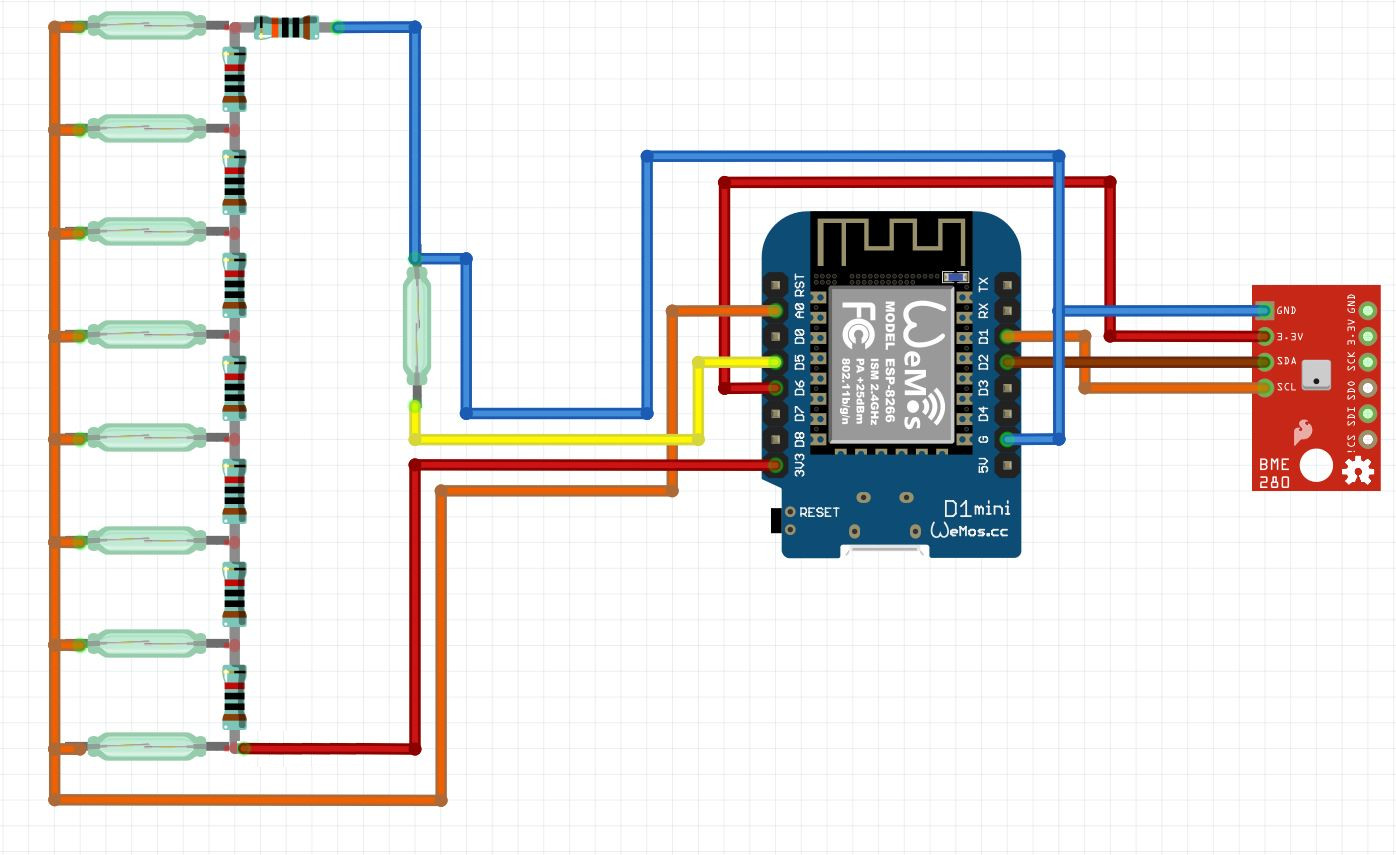 RST
A0
D0
D5
D6
D7
D8
3V3
TX
RX
D1
D2
D3
D4
G
5V
WeMos
MODEL ESP-8266
ISM 2.4GHz
PA +25dBm
802.11b/g/n
FC
RESET
D1mini
WeMos.cc
GND
3.3V
SDA
SCL
GND
3.3V
SCK
SDO
SDI
!CS
BME
280